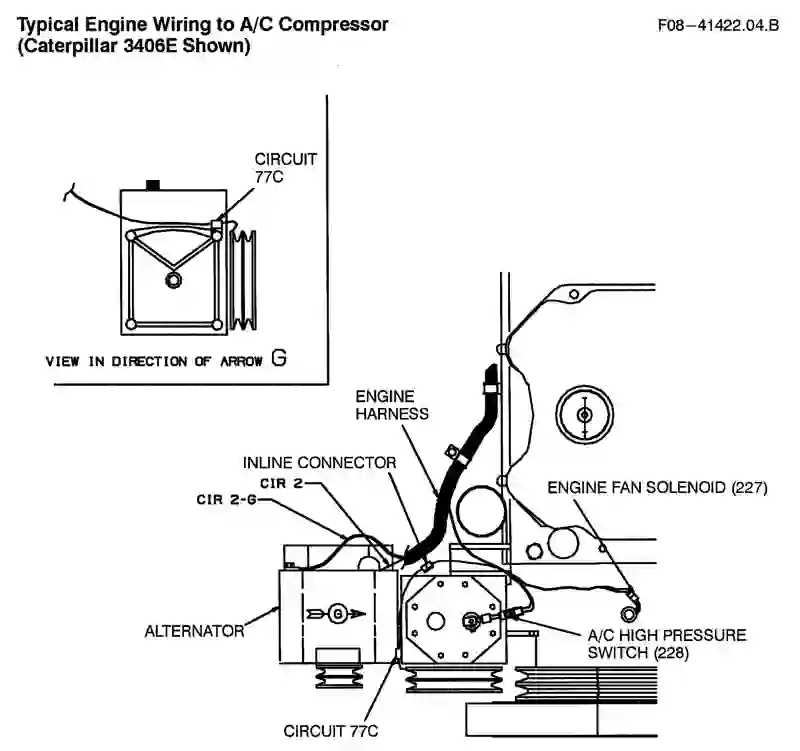 Typical Engine Wiring to A/C Compressor
(Caterpillar 3406E Shown)
F08-41422.04.B
CIRCUIT
77C
VIEW IN DIRECTION OF ARROW G
ENGINE
HARNESS
INLINE CONNECTOR
CIR 2
CIR 2-G
ENGINE FAN SOLENOID (227)
G
ALTERNATOR
A/C HIGH PRESSURE
SWITCH (228)
CIRCUIT 77C